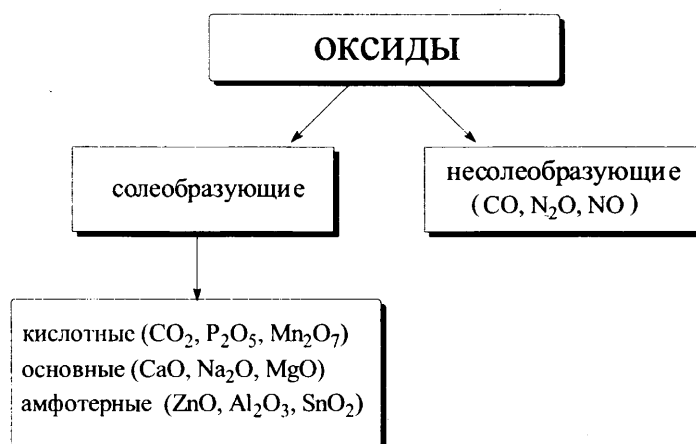 ОКСИДЫ
солеобразующие
несолеобразующие
(CO, N₂O, NO)
кислотные (CO₂, P₂O₅, Mn₂O₇)
основные (CaO, Na₂O, MgO)
амфотерные (ZnO, Al₂O₃, SnO₂)